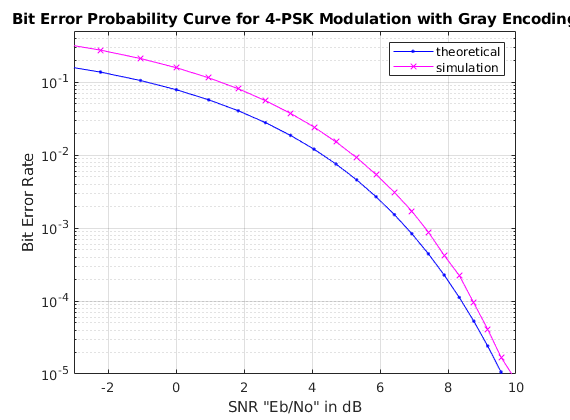 Bit Error Probability Curve for 4-PSK Modulation with Gray Encoding
theoretical
simulation
10-1
10-2
10-3
10-4
10-5
Bit Error Rate
-2 0 2 4 6 8 10
SNR "Eb/No" in dB